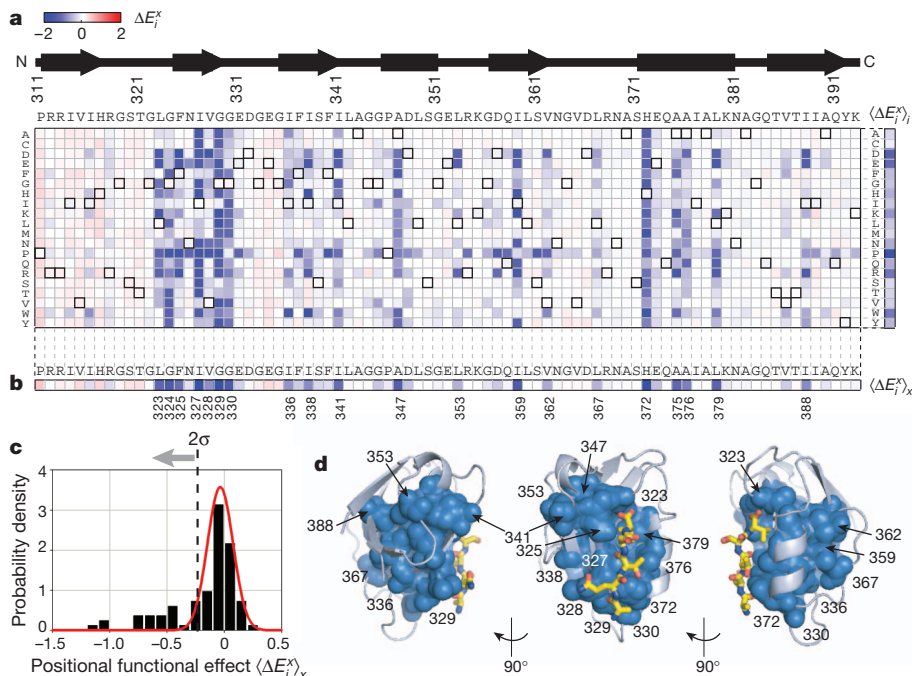 a
−2 0 2
ΔE_i^x
N
C
311 321 331 341 351 361 371 381 391
PRRIVIHRGSTGLGFNIVGGEDGEGIFISFILAGGPADLSGELRKGDQILSVNGVDLRNASHEQAAIALKNAGQTVTIIAQYK
⟨ΔE_i^x⟩_i
A A
C C
D D
E E
F F
G G
H H
I I
K K
L L
M M
N N
P P
Q Q
R R
S S
T T
V V
W W
Y Y
PRRIVIHRGSTGLGFNIVGGEDGEGIFISFILAGGPADLSGELRKGDQILSVNGVDLRNASHEQAAIALKNAGQTVTIIAQYK
b
⟨ΔE_i^x⟩_x
323 324 325 327 328 329 330 336 338 341 347 353 359 362 367 372 375 376 379 388
c
2σ
Probability density
4
3
2
1
0
−1.5 −1.0 −0.5 0 0.5
Positional functional effect ⟨ΔE_i^x⟩_x
d
353
388
367
336
329
347
353
323
341
325
327
379
338
376
328
372
329
330
323
362
359
367
336
372
330
90°
90°